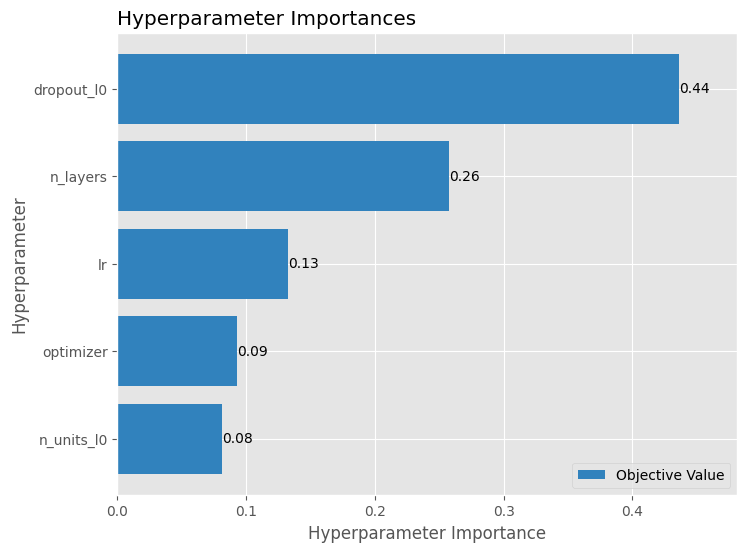 Hyperparameter Importances
dropout_l0
0.44
n_layers
0.26
lr
0.13
optimizer
0.09
n_units_l0
0.08
Hyperparameter
Objective Value
0.0 0.1 0.2 0.3 0.4
Hyperparameter Importance